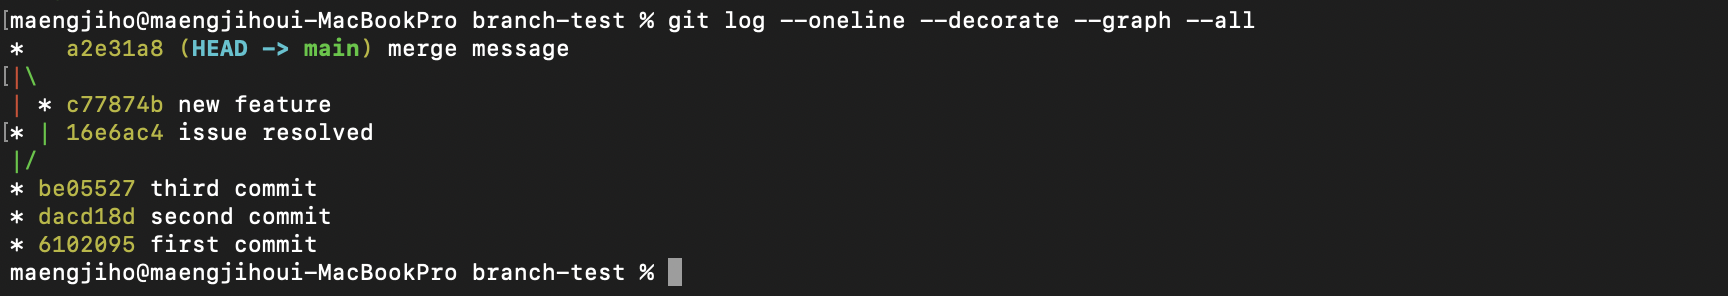 [maengjiho@maengjihoui-MacBookPro branch-test % git log --oneline --decorate --graph --all
*   a2e31a8 (HEAD -> main) merge message
[|\
| * c77874b new feature
[* | 16e6ac4 issue resolved
|/
* be05527 third commit
* dacd18d second commit
* 6102095 first commit
maengjiho@maengjihoui-MacBookPro branch-test %